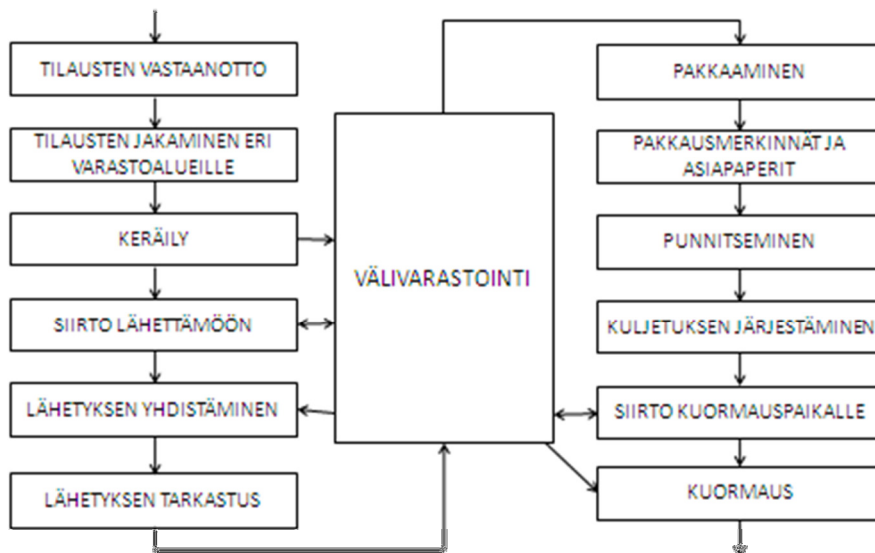 TILAUSTEN VASTAANOTTO
TILAUSTEN JAKAMINEN ERI
VARASTOALUEILLE
KERÄILY
SIIRTO LÄHETTÄMÖÖN
LÄHETYKSEN YHDISTÄMINEN
LÄHETYKSEN TARKASTUS
VÄLIVARASTOINTI
PAKKAAMINEN
PAKKAUSMERKINNÄT JA
ASIAPAPERIT
PUNNITSEMINEN
KULJETUKSEN JÄRJESTÄMINEN
SIIRTO KUORMAUSPAIKALLE
KUORMAUS